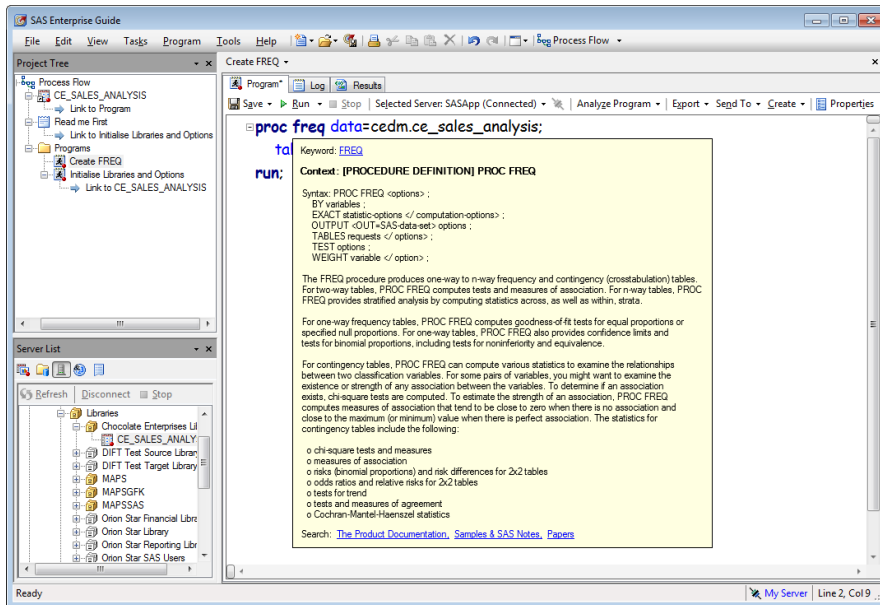 SAS Enterprise Guide
File Edit View Tasks Program Tools Help Process Flow
Project Tree
Process Flow
CE_SALES_ANALYSIS
Link to Program
Read me First
Link to Initialise Libraries and Options
Programs
Create FREQ
Initialise Libraries and Options
Link to CE_SALES_ANALYSIS
Server List
Refresh Disconnect Stop
Libraries
Chocolate Enterprises Li
CE_SALES_ANALY
DIFT Test Source Librar
DIFT Test Target Library
MAPS
MAPSGFK
MAPSSAS
Orion Star Financial Libra
Orion Star Library
Orion Star Reporting Libr
Orion Star SAS Users
Create FREQ
Program* Log Results
Save Run Stop Selected Server: SASApp (Connected) Analyze Program Export Send To Create Properties
proc freq data=cedm.ce_sales_analysis;
tal
run;
Keyword: FREQ
Context: [PROCEDURE DEFINITION] PROC FREQ
Syntax: PROC FREQ <options> ;
BY variables ;
EXACT statistic-options </ computation-options> ;
OUTPUT <OUT=SAS-data-set> options ;
TABLES requests </ options> ;
TEST options ;
WEIGHT variable </ option> ;
The FREQ procedure produces one-way to n-way frequency and contingency (crosstabulation) tables.
For two-way tables, PROC FREQ computes tests and measures of association. For n-way tables, PROC
FREQ provides stratified analysis by computing statistics across, as well as within, strata.
For one-way frequency tables, PROC FREQ computes goodness-of-fit tests for equal proportions or
specified null proportions. For one-way tables, PROC FREQ also provides confidence limits and
tests for binomial proportions, including tests for noninferiority and equivalence.
For contingency tables, PROC FREQ can compute various statistics to examine the relationships
between two classification variables. For some pairs of variables, you might want to examine the
existence or strength of any association between the variables. To determine if an association
exists, chi-square tests are computed. To estimate the strength of an association, PROC FREQ
computes measures of association that tend to be close to zero when there is no association and
close to the maximum (or minimum) value when there is perfect association. The statistics for
contingency tables include the following:
o chi-square tests and measures
o measures of association
o risks (binomial proportions) and risk differences for 2x2 tables
o odds ratios and relative risks for 2x2 tables
o tests for trend
o tests and measures of agreement
o Cochran-Mantel-Haenszel statistics
Search: The Product Documentation, Samples & SAS Notes, Papers
Ready
My Server Line 2, Col 9